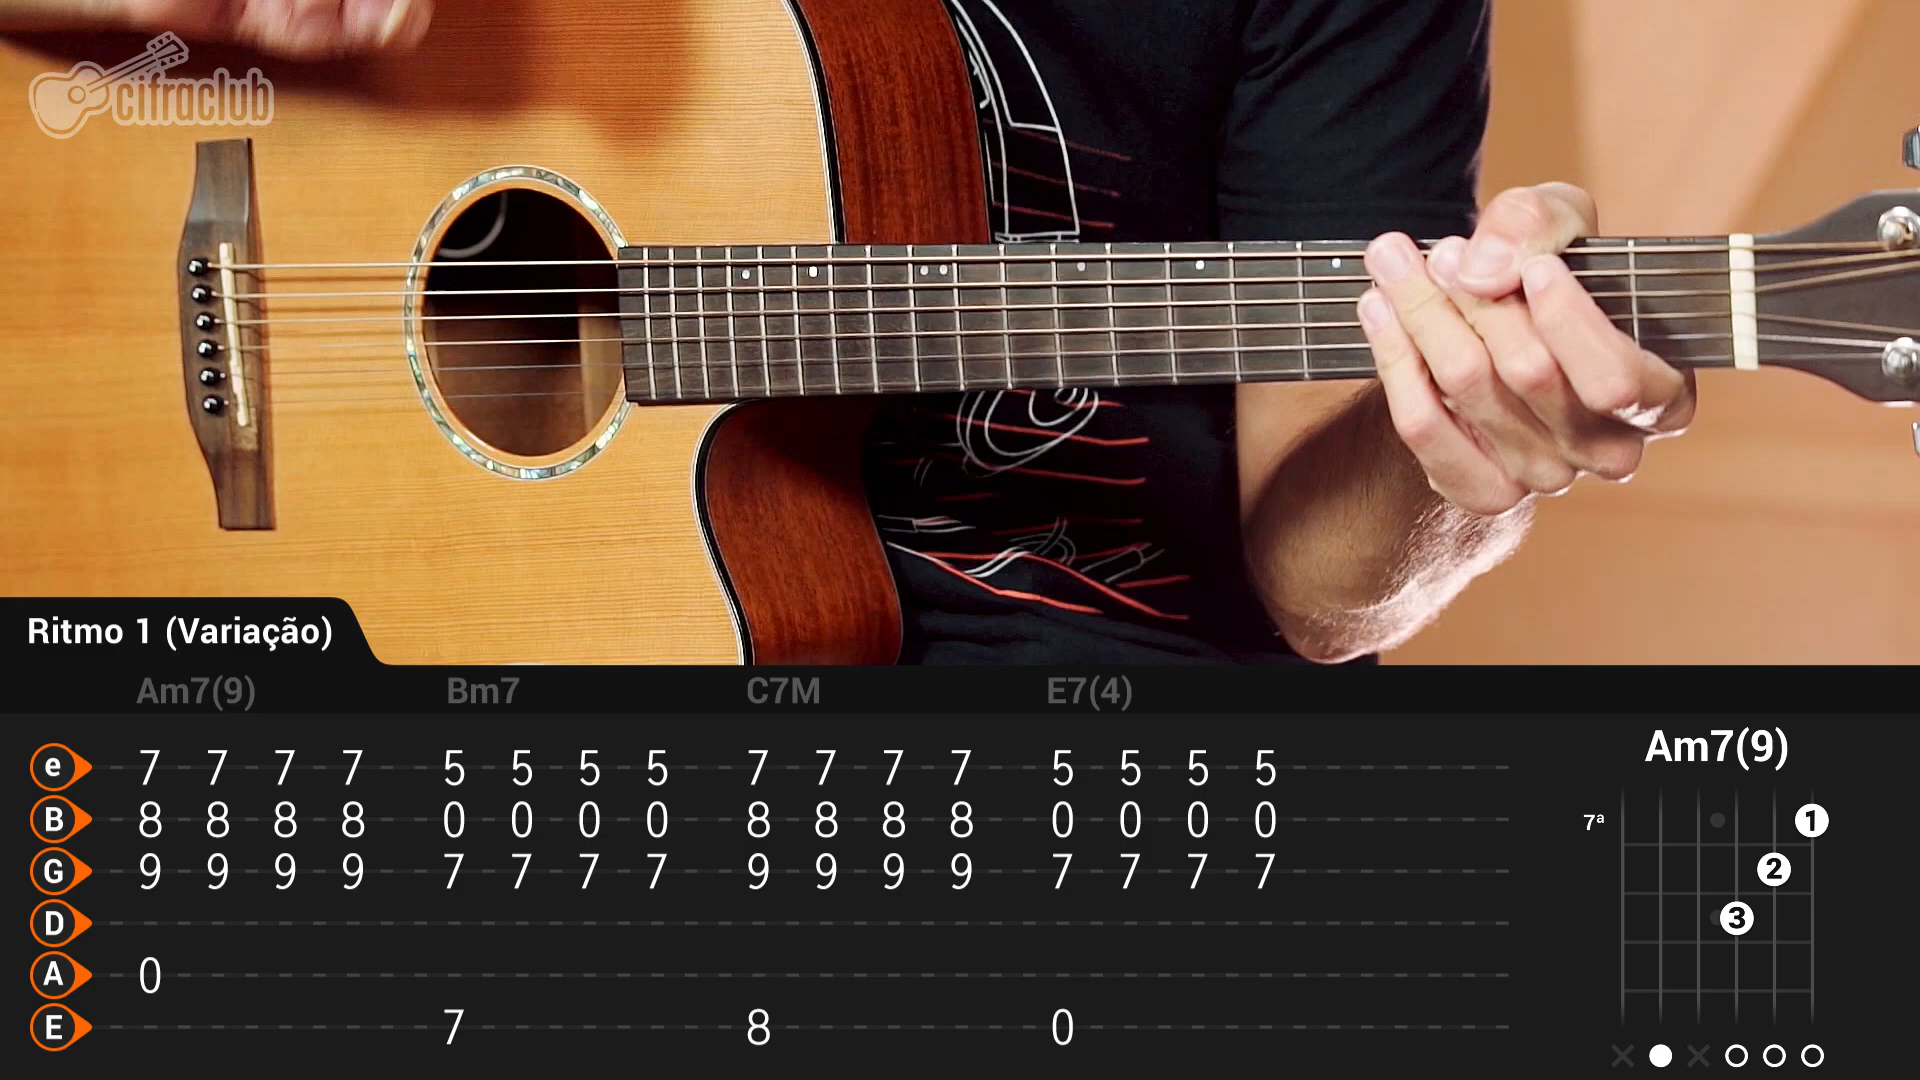 cifraclub
Ritmo 1 (Variação)
Am7(9) Bm7 C7M E7(4)
e 7 7 7 7 5 5 5 5 7 7 7 7 5 5 5 5
B 8 8 8 8 0 0 0 0 8 8 8 8 0 0 0 0
G 9 9 9 9 7 7 7 7 9 9 9 9 7 7 7 7
D
A 0
E 7 8 0
Am7(9)
7ª 1
2
3